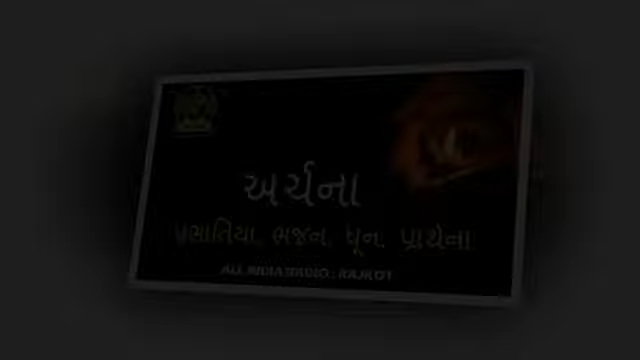 અર્ચના
પ્રભાતિયા, ભજન, ધૂન, પ્રાર્થના
ALL INDIA RADIO : RAJKOT